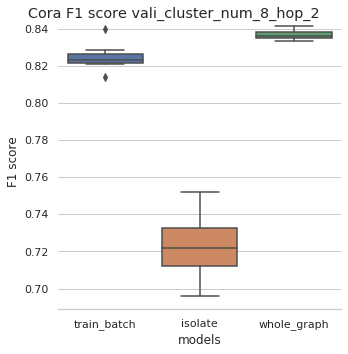 Cora F1 score vali_cluster_num_8_hop_2
0.84
0.82
0.80
0.78
0.76
0.74
0.72
0.70
F1 score
train_batch
isolate
whole_graph
models